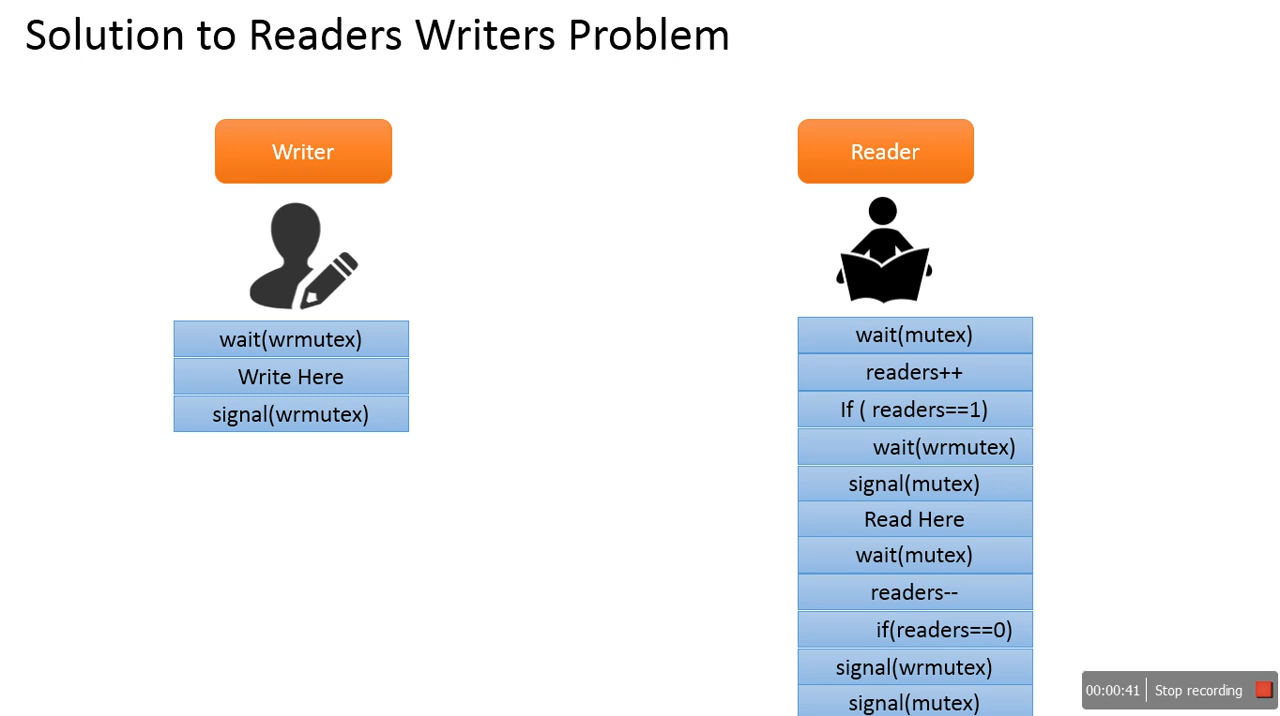 Solution to Readers Writers Problem
Writer
wait(wrmutex)
Write Here
signal(wrmutex)
Reader
wait(mutex)
readers++
If ( readers==1)
wait(wrmutex)
signal(mutex)
Read Here
wait(mutex)
readers--
if(readers==0)
signal(wrmutex)
signal(mutex)
00:00:41 Stop recording